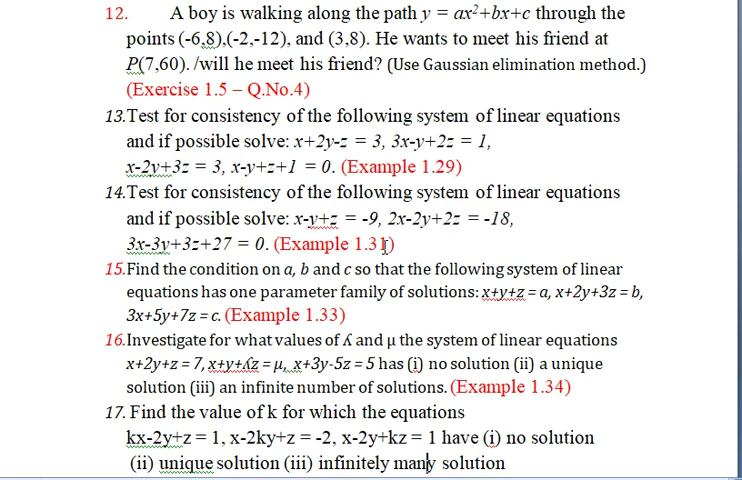 12. A boy is walking along the path y = ax²+bx+c through the
points (-6,8),(-2,-12), and (3,8). He wants to meet his friend at
P(7,60). /will he meet his friend? (Use Gaussian elimination method.)
(Exercise 1.5 – Q.No.4)
13.Test for consistency of the following system of linear equations
and if possible solve: x+2y-z = 3, 3x-y+2z = 1,
x-2y+3z = 3, x-y+z+1 = 0. (Example 1.29)
14.Test for consistency of the following system of linear equations
and if possible solve: x-y+z = -9, 2x-2y+2z = -18,
3x-3y+3z+27 = 0. (Example 1.31)
15.Find the condition on a, b and c so that the following system of linear
equations has one parameter family of solutions: x+y+z = a, x+2y+3z = b,
3x+5y+7z = c. (Example 1.33)
16.Investigate for what values of ʎ and μ the system of linear equations
x+2y+z = 7, x+y+ʎz = μ, x+3y-5z = 5 has (i) no solution (ii) a unique
solution (iii) an infinite number of solutions. (Example 1.34)
17. Find the value of k for which the equations
kx-2y+z = 1, x-2ky+z = -2, x-2y+kz = 1 have (i) no solution
(ii) unique solution (iii) infinitely many solution